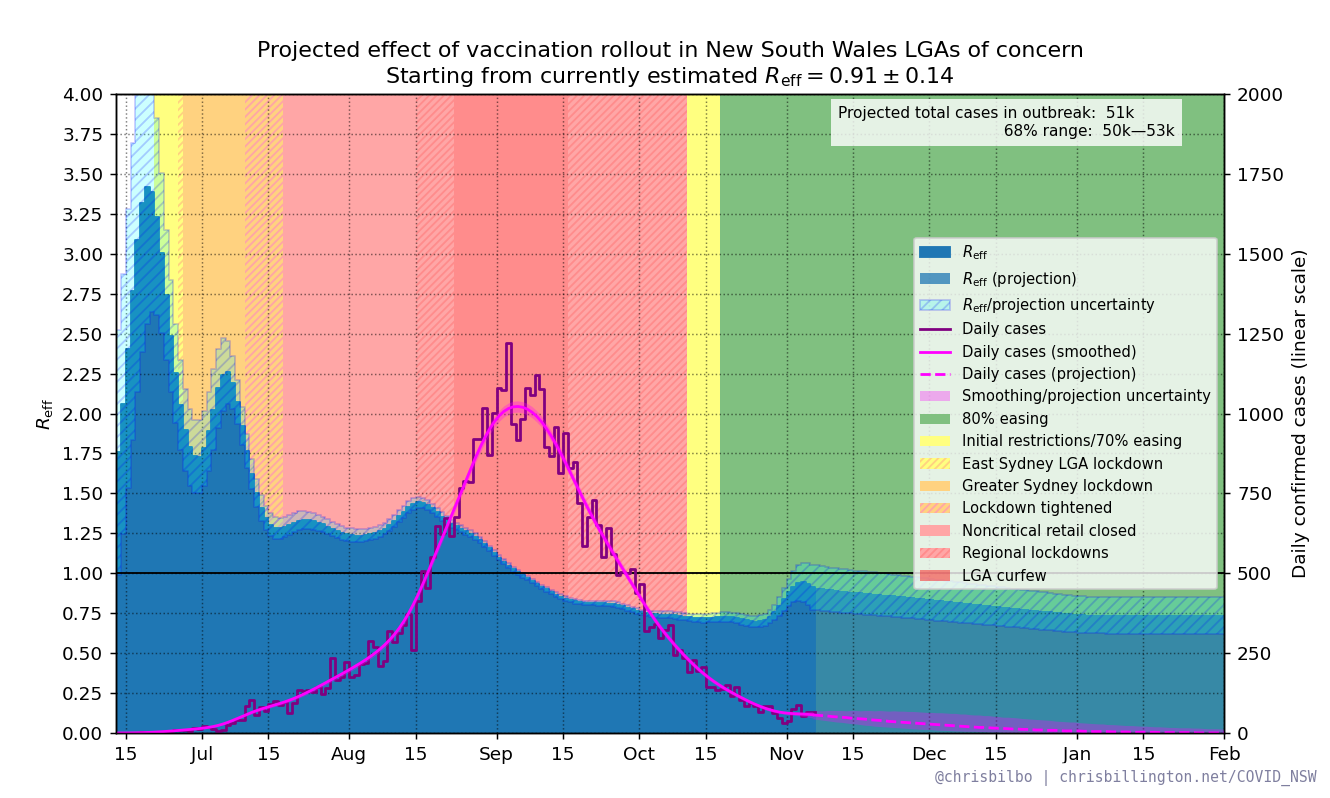 Projected effect of vaccination rollout in New South Wales LGAs of concern
Starting from currently estimated Reff = 0.91 ± 0.14
Projected total cases in outbreak: 51k
68% range: 50k—53k
4.00
3.75
3.50
3.25
3.00
2.75
2.50
2.25
2.00
1.75
1.50
1.25
1.00
0.75
0.50
0.25
0.00
Reff
2000
1750
1500
1250
1000
750
500
250
0
Daily confirmed cases (linear scale)
Reff
Reff (projection)
Reff/projection uncertainty
Daily cases
Daily cases (smoothed)
Daily cases (projection)
Smoothing/projection uncertainty
80% easing
Initial restrictions/70% easing
East Sydney LGA lockdown
Greater Sydney lockdown
Lockdown tightened
Noncritical retail closed
Regional lockdowns
LGA curfew
15 Jul 15 Aug 15 Sep 15 Oct 15 Nov 15 Dec 15 Jan 15 Feb
@chrisbilbo | chrisbillington.net/COVID_NSW